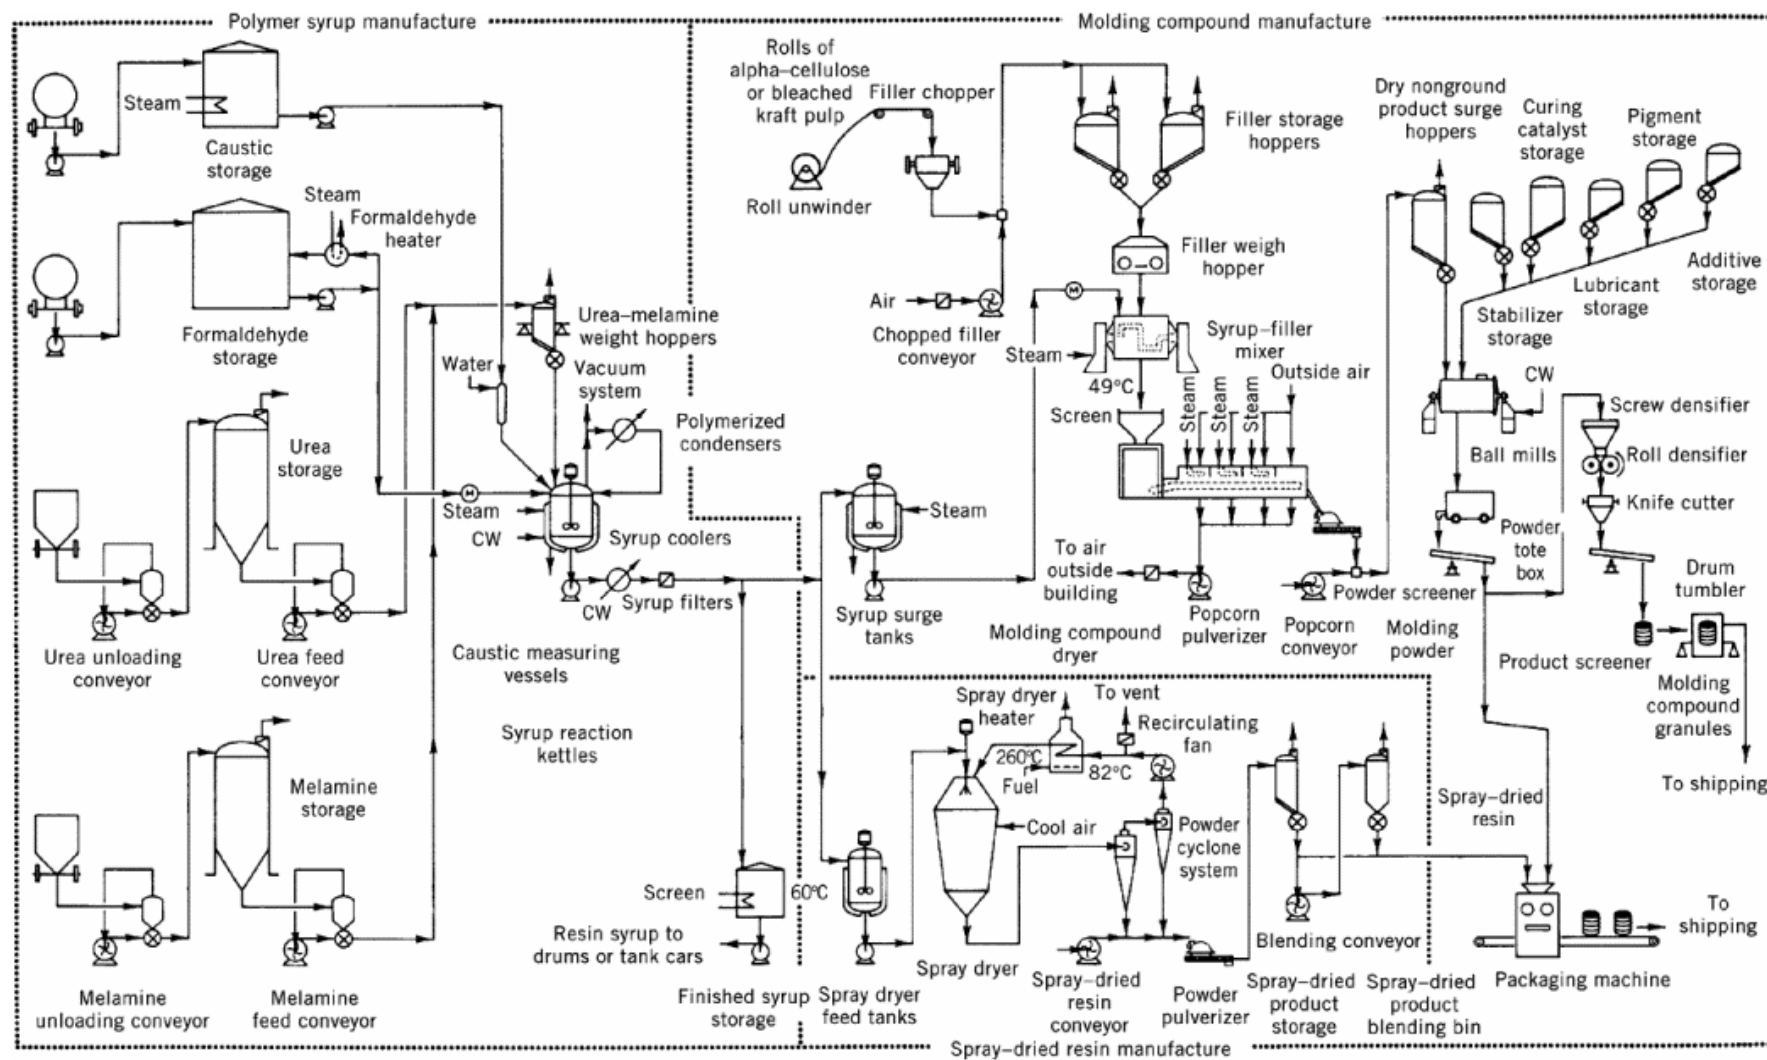 Polymer syrup manufacture
Molding compound manufacture
Steam
Caustic
storage
Steam
Formaldehyde
heater
Formaldehyde
storage
Urea-melamine
weight hoppers
Water
Vacuum
system
Polymerized
condensers
Urea
storage
M
Steam
CW
Syrup coolers
CW
Syrup filters
Urea unloading
conveyor
Urea feed
conveyor
Caustic measuring
vessels
Syrup reaction
kettles
Melamine
storage
Melamine
unloading conveyor
Melamine
feed conveyor
Screen
Resin syrup to
drums or tank cars
Finished syrup
storage
Rolls of
alpha-cellulose
or bleached
kraft pulp
Filler chopper
Roll unwinder
Filler storage
hoppers
Filler weigh
hopper
Air
Chopped filler
conveyor
M
Steam
49°C
Syrup-filler
mixer
Outside air
Screen
Steam
Steam
Steam
Steam
Syrup surge
tanks
To air
outside
building
Molding compound
dryer
Popcorn
pulverizer
Popcorn
conveyor
Powder screener
Molding
powder
Dry nonground
product surge
hoppers
Curing
catalyst
storage
Pigment
storage
Additive
storage
Lubricant
storage
Stabilizer
storage
CW
Ball mills
Screw densifier
Roll densifier
Knife cutter
Powder
tote
box
Drum
tumbler
Product screener
Molding
compound
granules
To shipping
Spray dryer
heater
To vent
Recirculating
fan
260°C
82°C
Fuel
Cool air
Powder
cyclone
system
60°C
Spray dryer
feed tanks
Spray dryer
Spray-dried
resin
conveyor
Powder
pulverizer
Blending conveyor
Spray-dried
product
storage
Spray-dried
product
blending bin
Spray-dried
resin
To
shipping
Packaging machine
Spray-dried resin manufacture